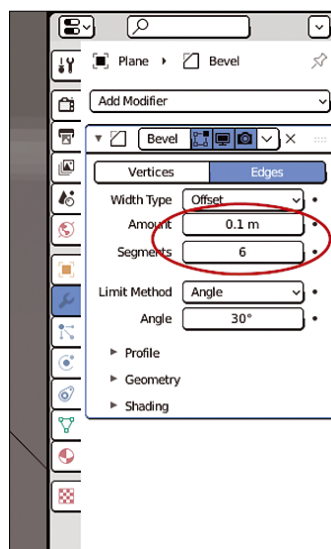 Plane Bevel
Add Modifier
Bevel
Vertices Edges
Width Type Offset
Amount 0.1 m
Segments 6
Limit Method Angle
Angle 30°
Profile
Geometry
Shading